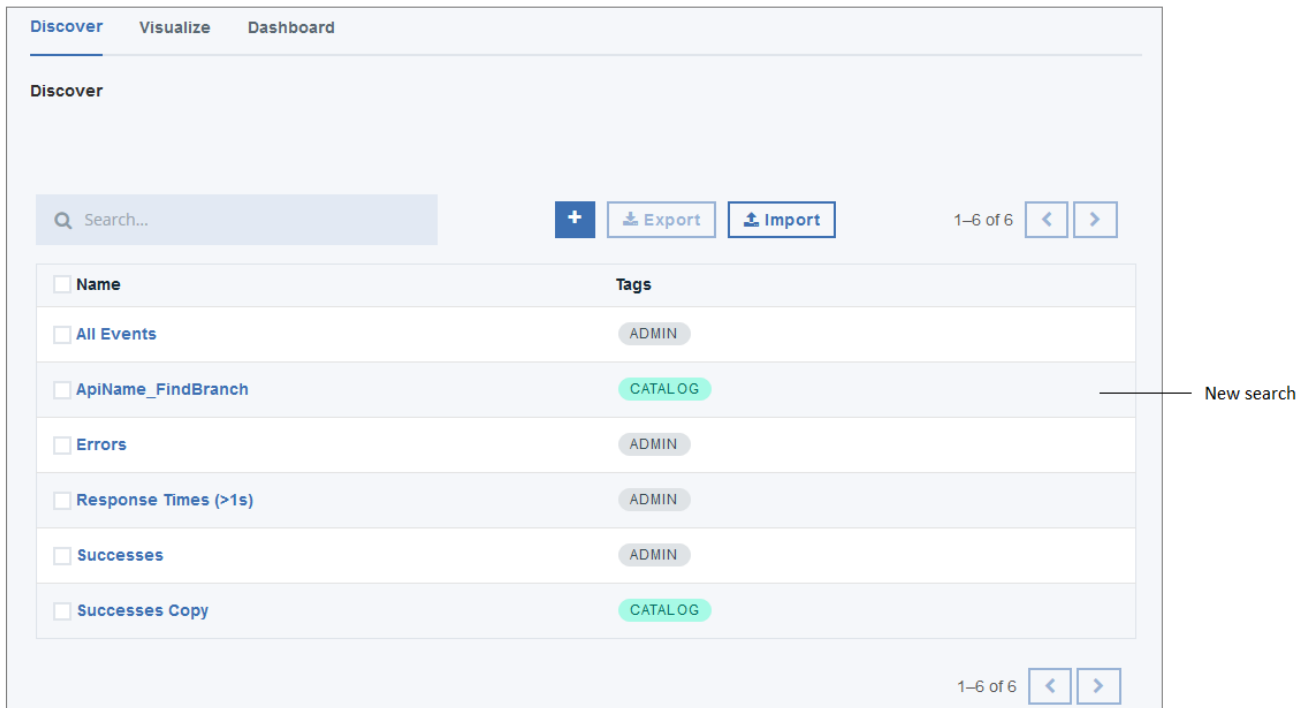 Discover Visualize Dashboard
Discover
Search... + Export Import 1–6 of 6 < >
Name Tags
All Events ADMIN
ApiName_FindBranch CATALOG New search
Errors ADMIN
Response Times (>1s) ADMIN
Successes ADMIN
Successes Copy CATALOG
1–6 of 6 < >